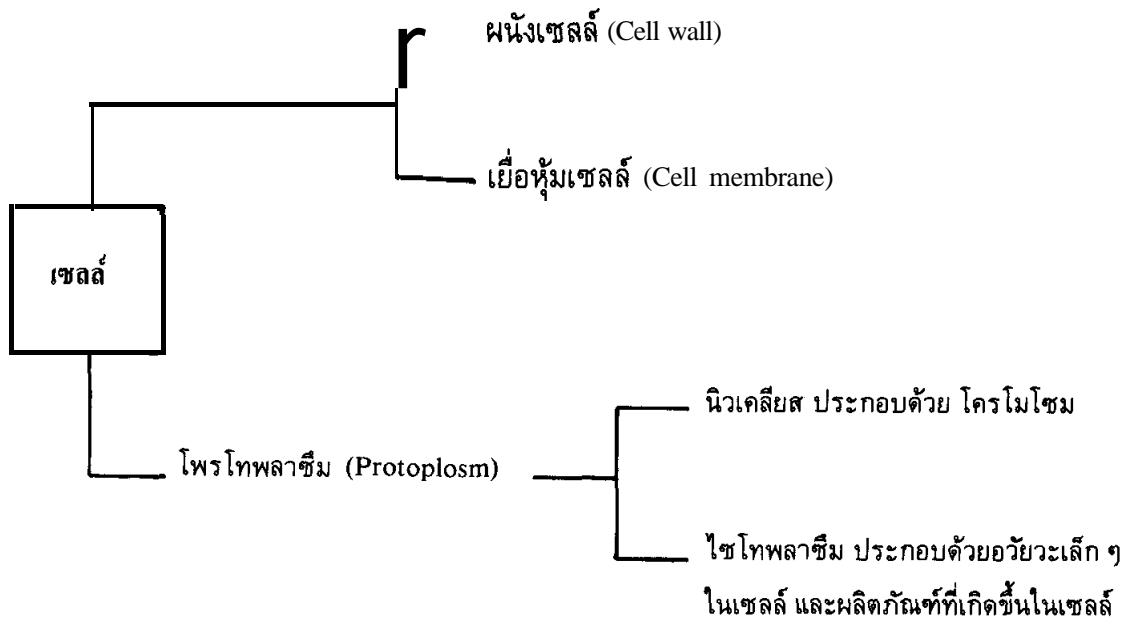 ผนังเซลล์ (Cell wall)
เยื่อหุ้มเซลล์ (Cell membrane)
เซลล์
นิวเคลียส ประกอบด้วย โครโมโซม
โพรโทพลาซึม (Protoplosm)
ไซโทพลาซึม ประกอบด้วยอวัยวะเล็ก ๆ
ในเซลล์ และผลิตภัณฑ์ที่เกิดขึ้นในเซลล์